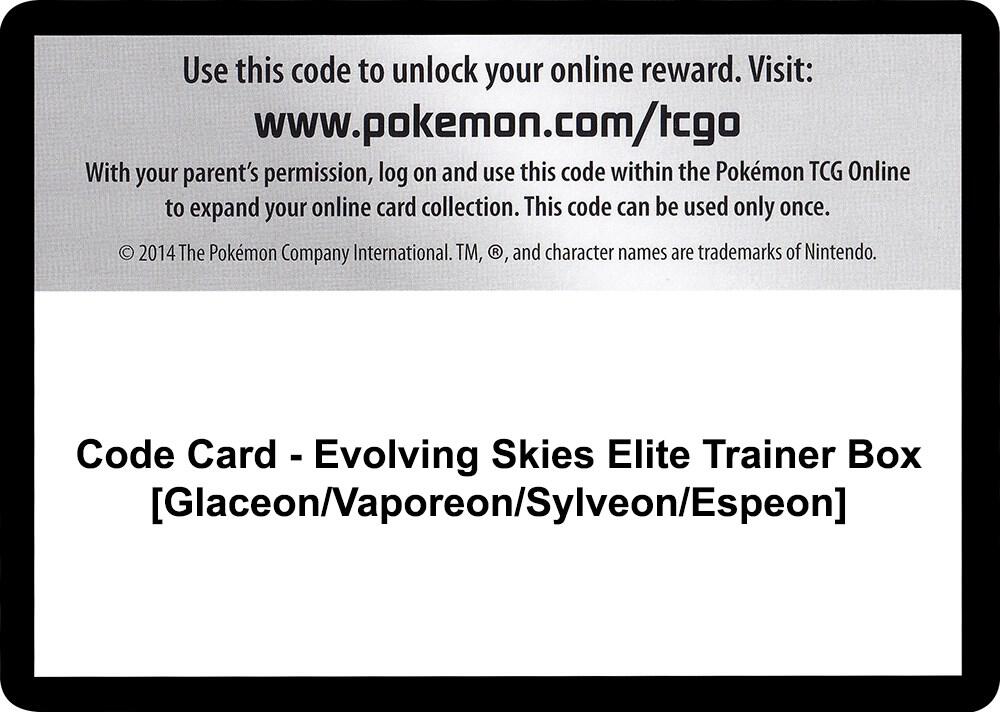 Use this code to unlock your online reward. Visit:
www.pokemon.com/tcgo
With your parent's permission, log on and use this code within the Pokémon TCG Online
to expand your online card collection. This code can be used only once.
© 2014 The Pokémon Company International. TM, ®, and character names are trademarks of Nintendo.
Code Card - Evolving Skies Elite Trainer Box
[Glaceon/Vaporeon/Sylveon/Espeon]